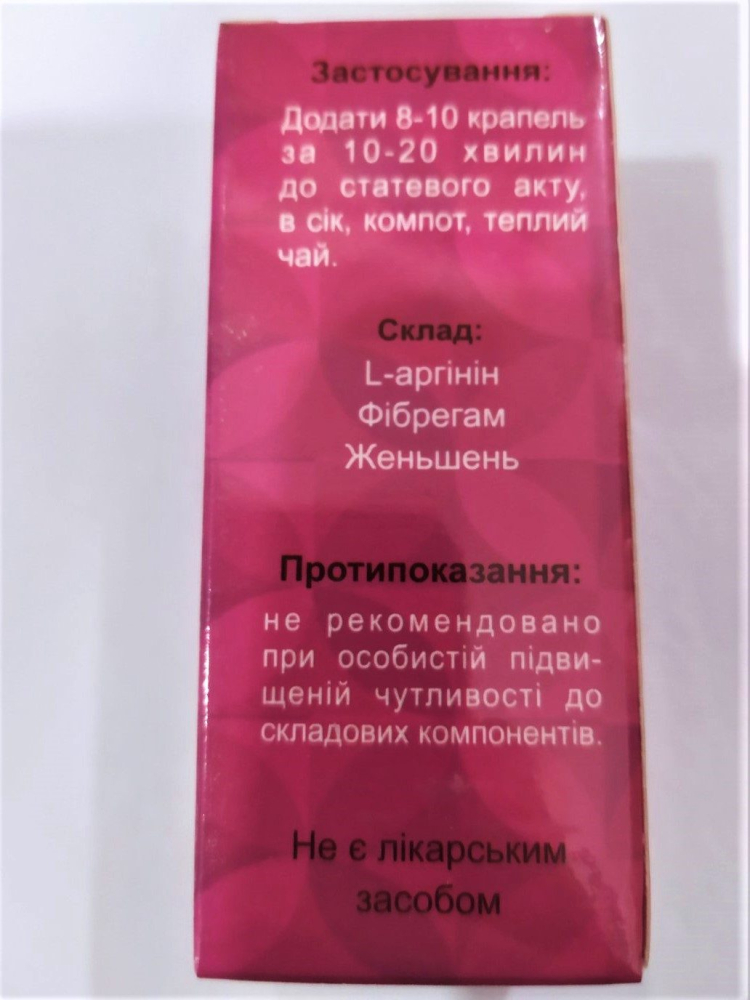 Застосування:
Додати 8-10 крапель
за 10-20 хвилин
до статевого акту,
в сік, компот, теплий
чай.
Склад:
L-аргінін
Фібрегам
Женьшень
Протипоказання:
не рекомендовано
при особистій підви-
щеній чутливості до
складових компонентів.
Не є лікарським
засобом